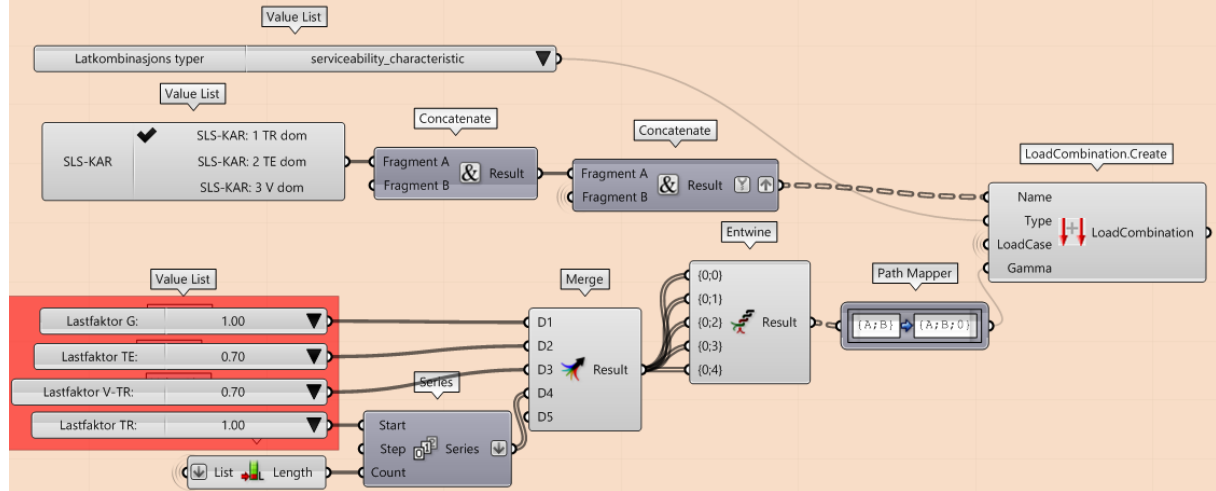 Value List
Latkombinasjons typer serviceability_characteristic
Value List
SLS-KAR
SLS-KAR: 1 TR dom
SLS-KAR: 2 TE dom
SLS-KAR: 3 V dom
Concatenate
Fragment A
Fragment B
& Result
Concatenate
Fragment A
Fragment B
& Result
LoadCombination.Create
Name
Type
LoadCase
Gamma
LoadCombination
Value List
Lastfaktor G: 1.00
Lastfaktor TE: 0.70
Lastfaktor V-TR: 0.70
Lastfaktor TR: 1.00
List Length
Series
Start
Step
Count
Series
Merge
D1
D2
D3
D4
D5
Result
Entwine
{0;0}
{0;1}
{0;2}
{0;3}
{0;4}
Result
Path Mapper
{A;B} {A;B;0}